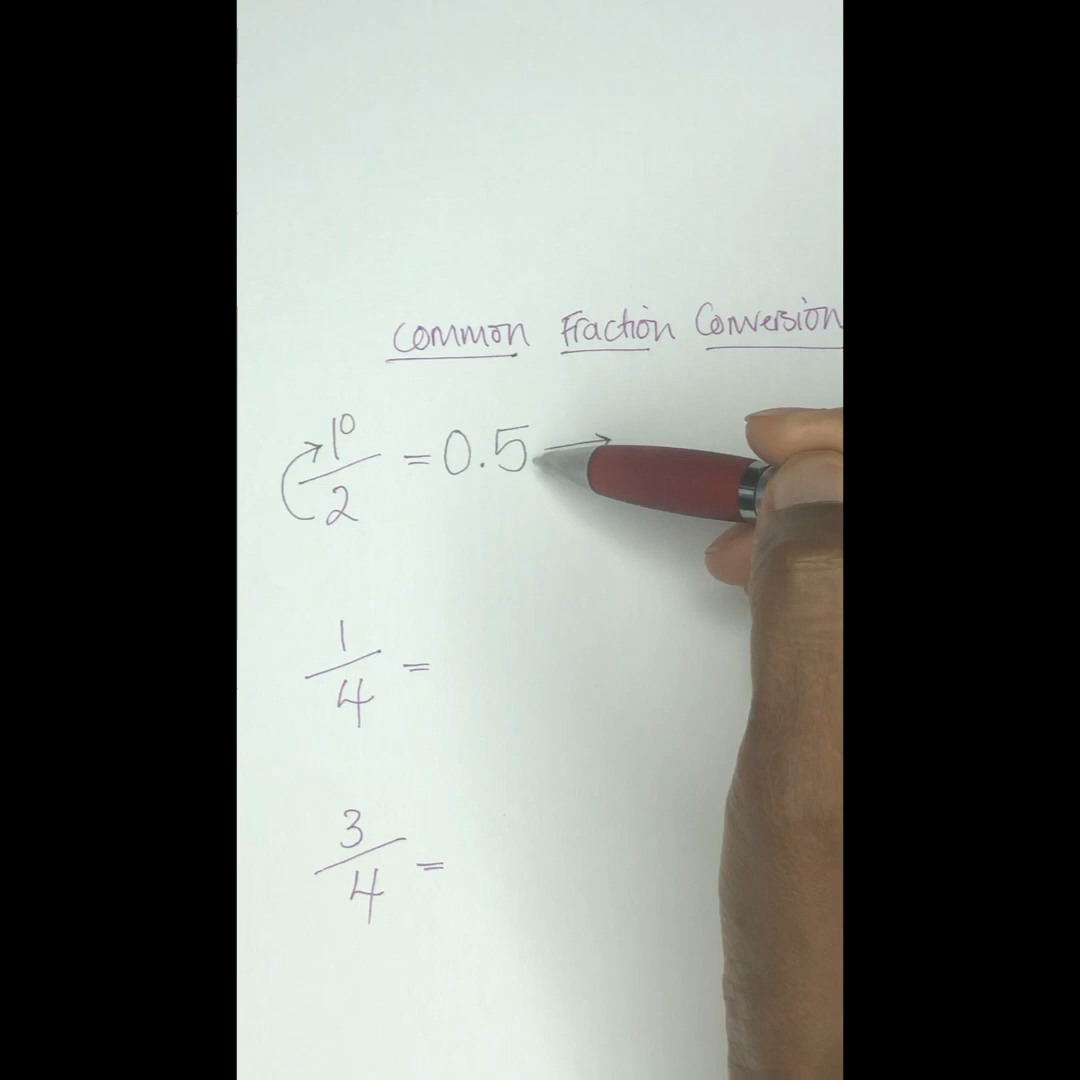 Common Fraction Conversion
1⁰/2 = 0.5 →
1/4 =
3/4 =